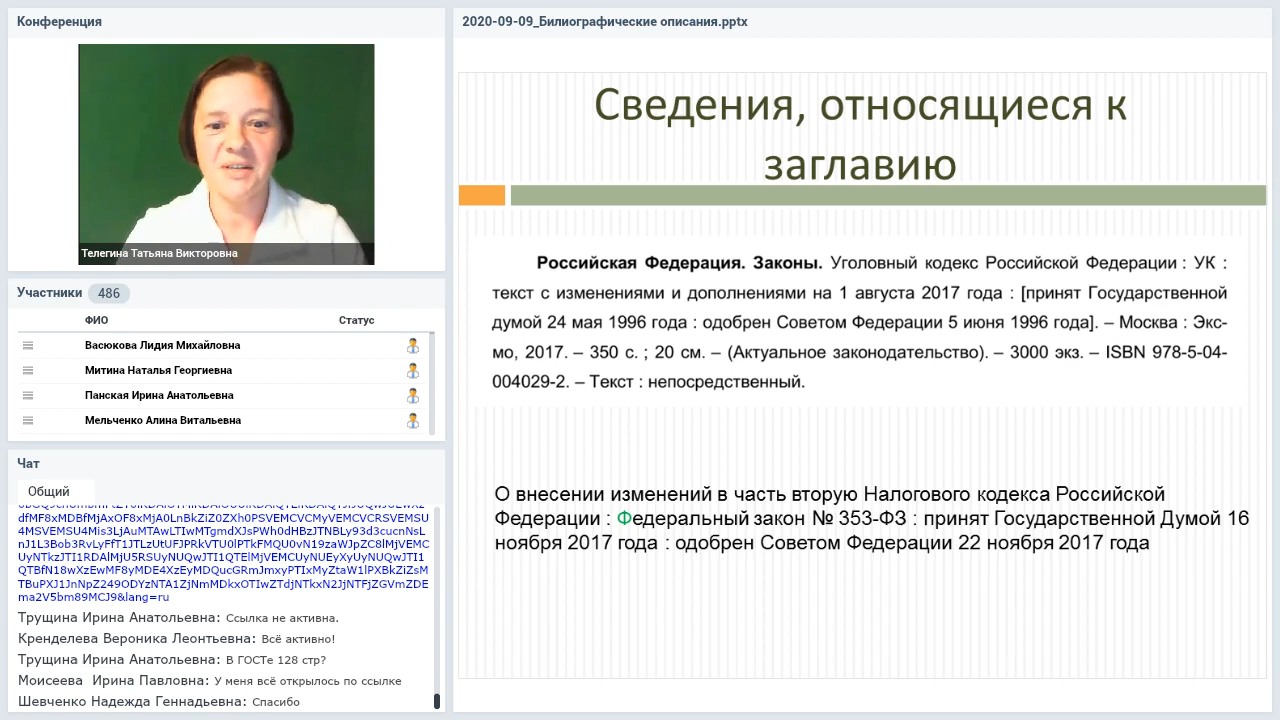 Конференция
Телегина Татьяна Викторовна
Участники 486
ФИО Статус
Васюкова Лидия Михайловна
Митина Наталья Георгиевна
Панская Ирина Анатольевна
Мельченко Алина Витальевна
Чат
Общий
QTBfN18wXzEwMF8yMDE4XzEyMDQucGRmJmxyPTIxMyZtaW1lPXBkZiZsM
ma2V5bm89MCJ9&lang=ru
Трущина Ирина Анатольевна: Ссылка не активна.
Кренделева Вероника Леонтьевна: Всё активно!
Трущина Ирина Анатольевна: В ГОСТе 128 стр?
Моисеева  Ирина Павловна: У меня всё открылось по ссылке
Шевченко Надежда Геннадьевна: Спасибо
2020-09-09_Билиографические описания.pptx
Сведения, относящиеся к
заглавию
Российская Федерация. Законы. Уголовный кодекс Российской Федерации : УК :
текст с изменениями и дополнениями на 1 августа 2017 года : [принят Государственной
думой 24 мая 1996 года : одобрен Советом Федерации 5 июня 1996 года]. – Москва : Экс-
мо, 2017. – 350 с. ; 20 см. – (Актуальное законодательство). – 3000 экз. – ISBN 978-5-04-
004029-2. – Текст : непосредственный.
О внесении изменений в часть вторую Налогового кодекса Российской
Федерации : Федеральный закон № 353-ФЗ : принят Государственной Думой 16
ноября 2017 года : одобрен Советом Федерации 22 ноября 2017 года